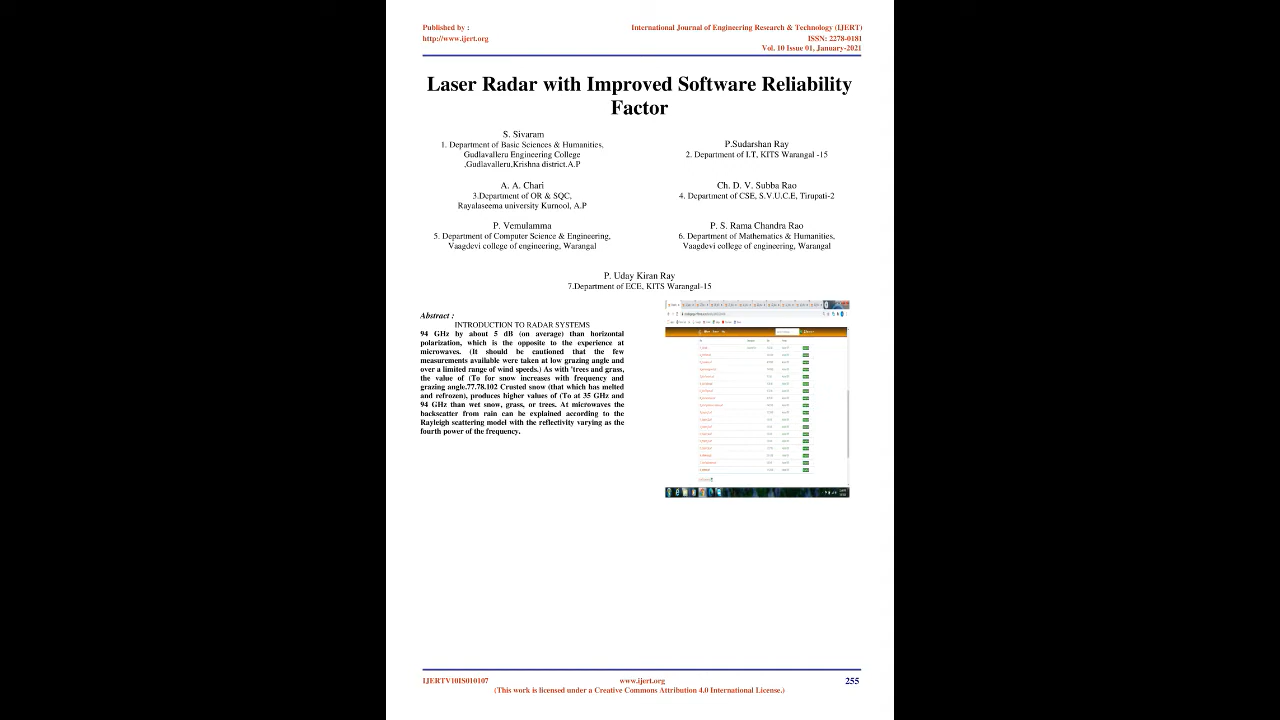 Published by :
http://www.ijert.org
International Journal of Engineering Research & Technology (IJERT)
ISSN: 2278-0181
Vol. 10 Issue 01, January-2021
Laser Radar with Improved Software Reliability
Factor
S. Sivaram
1. Department of Basic Sciences & Humanities,
Gudlavalleru Engineering College
,Gudlavalleru,Krishna district.A.P
P.Sudarshan Ray
2. Department of I.T, KITS Warangal -15
A. A. Chari
3.Department of OR & SQC,
Rayalaseema university Kurnool, A.P
Ch. D. V. Subba Rao
4. Department of CSE, S.V.U.C.E, Tirupati-2
P. Vemulamma
5. Department of Computer Science & Engineering,
Vaagdevi college of engineering, Warangal
P. S. Rama Chandra Rao
6. Department of Mathematics & Humanities,
Vaagdevi college of engineering, Warangal
P. Uday Kiran Ray
7.Department of ECE, KITS Warangal-15
Abstract :
INTRODUCTION TO RADAR SYSTEMS
94 GHz by about 5 dB (on average) than horizontal
polarization, which is the opposite to the experience at
microwaves. (It should be cautioned that the few
measurements available were taken at low grazing angle and
over a limited range of wind speeds.) As with 'trees and grass,
the value of (To for snow increases with frequency and
grazing angle.77.78.102 Crusted snow (that which has melted
and refrozen), produces higher values of (To at 35 GHz and
94 GHz than wet snow, grass, or trees. At microwaves the
backscatter from rain can be explained according to the
Rayleigh scattering model with the reflectivity varying as the
fourth power of the frequency.
IJERTV10IS010107
www.ijert.org
255
(This work is licensed under a Creative Commons Attribution 4.0 International License.)